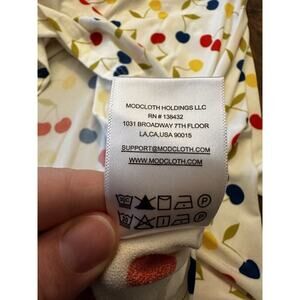 MODCLOTH HOLDINGS LLC
RN # 138432
1031 BROADWAY 7TH FLOOR
LA,CA,USA 90015
SUPPORT@MODCLOTH.COM
WWW.MODCLOTH.COM